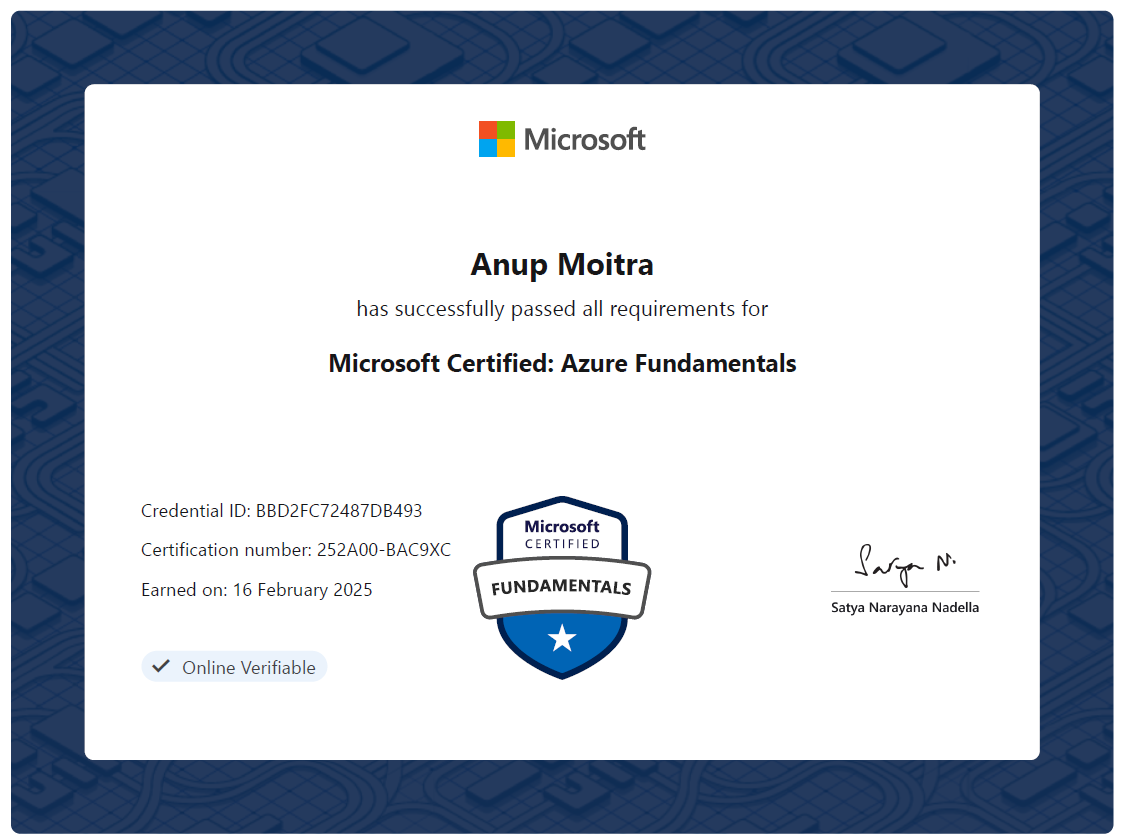 Microsoft
Anup Moitra
has successfully passed all requirements for
Microsoft Certified: Azure Fundamentals
Credential ID: BBD2FC72487DB493
Certification number: 252A00-BAC9XC
Earned on: 16 February 2025
Online Verifiable
Microsoft
CERTIFIED
FUNDAMENTALS
Satya N.
Satya Narayana Nadella